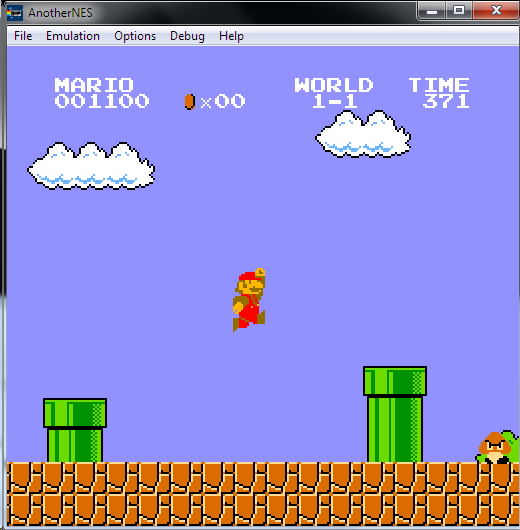 AnotherNES
File Emulation Options Debug Help
MARIO WORLD TIME
001100 ×00 1-1 371